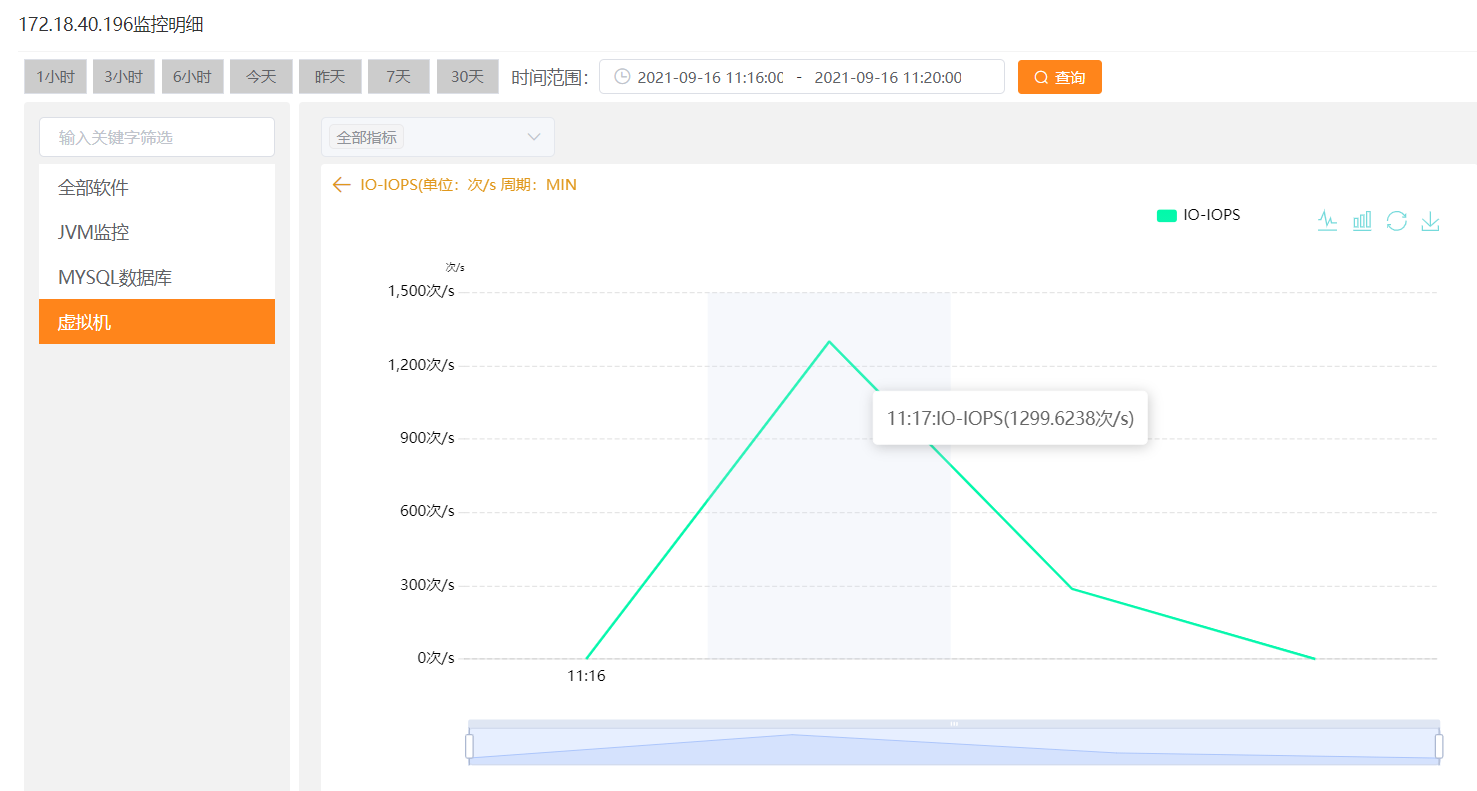 172.18.40.196监控明细
1小时 3小时 6小时 今天 昨天 7天 30天 时间范围： 2021-09-16 11:16:00 - 2021-09-16 11:20:00 查询
输入关键字筛选
全部软件
JVM监控
MYSQL数据库
虚拟机
全部指标
IO-IOPS(单位：次/s 周期：MIN
IO-IOPS
次/s
1,500次/s
1,200次/s
11:17:IO-IOPS(1299.6238次/s)
900次/s
600次/s
300次/s
0次/s
11:16